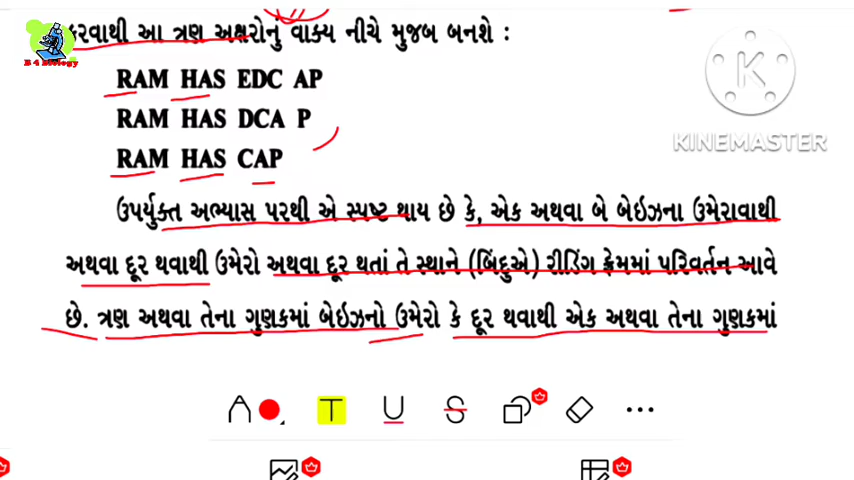 કરવાથી આ ત્રણ અક્ષરોનું વાક્ય નીચે મુજબ બનશે :
B 4 Biology
RAM HAS EDC AP
RAM HAS DCA P
RAM HAS CAP
KINEMASTER
ઉપર્યુક્ત અભ્યાસ પરથી એ સ્પષ્ટ થાય છે કે, એક અથવા બે બેઇઝના ઉમેરાવાથી
અથવા દૂર થવાથી ઉમેરો અથવા દૂર થતાં તે સ્થાને (બિંદુએ) રીડિંગ ફ્રેમમાં પરિવર્તન આવે
છે. ત્રણ અથવા તેના ગુણકમાં બેઇઝનો ઉમેરો કે દૂર થવાથી એક અથવા તેના ગુણકમાં